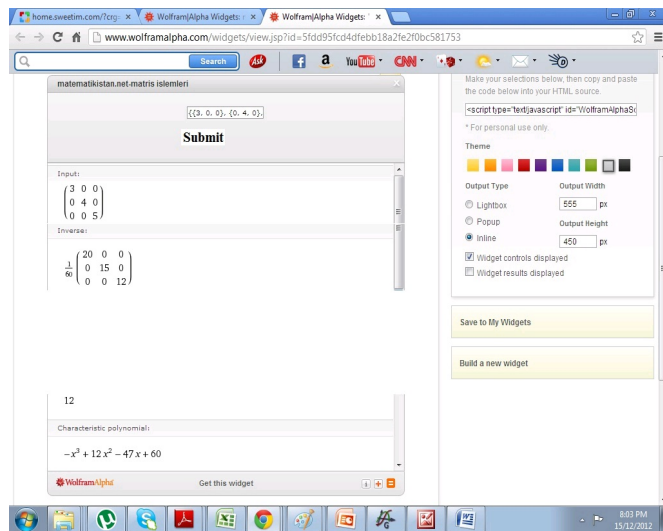 home.sweetim.com/?crg=
Wolfram|Alpha Widgets:
Wolfram|Alpha Widgets:
www.wolframalpha.com/widgets/view.jsp?id=5fdd95fcd4dfebb18a2fe2f0bc581753
Search
Ask
f
a
YouTube
CNN
matematikistan.net-matris islemleri
{{3, 0, 0}, {0, 4, 0},
Submit
Input:
3 0 0
0 4 0
0 0 5
Inverse:
1/60
20 0 0
0 15 0
0 0 12
12
Characteristic polynomial:
-x³ + 12 x² - 47 x + 60
WolframAlpha
Get this widget
Make your selections below, then copy and paste
the code below into your HTML source.
<script type="text/javascript" id="WolframAlphaSc
* For personal use only.
Theme
Output Type
Output Width
Lightbox
555 px
Popup
Output Height
Inline
450 px
Widget controls displayed
Widget results displayed
Save to My Widgets
Build a new widget
8:03 PM
15/12/2012